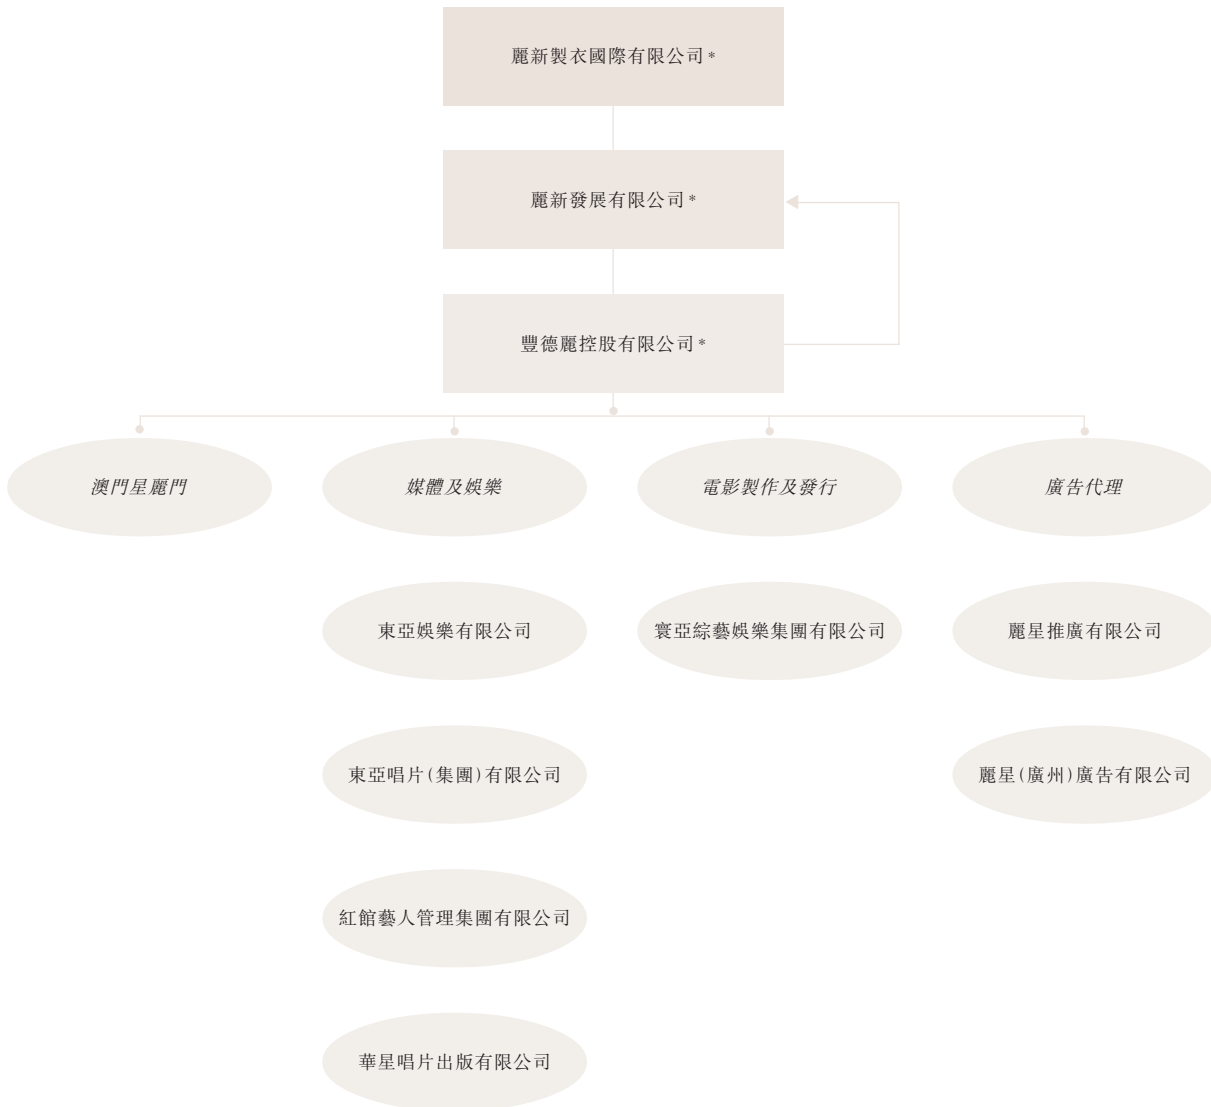 麗新製衣國際有限公司*
麗新發展有限公司*
豐德麗控股有限公司*
澳門星麗門
媒體及娛樂
電影製作及發行
廣告代理
東亞娛樂有限公司
寰亞綜藝娛樂集團有限公司
麗星推廣有限公司
東亞唱片(集團)有限公司
麗星(廣州)廣告有限公司
紅館藝人管理集團有限公司
華星唱片出版有限公司